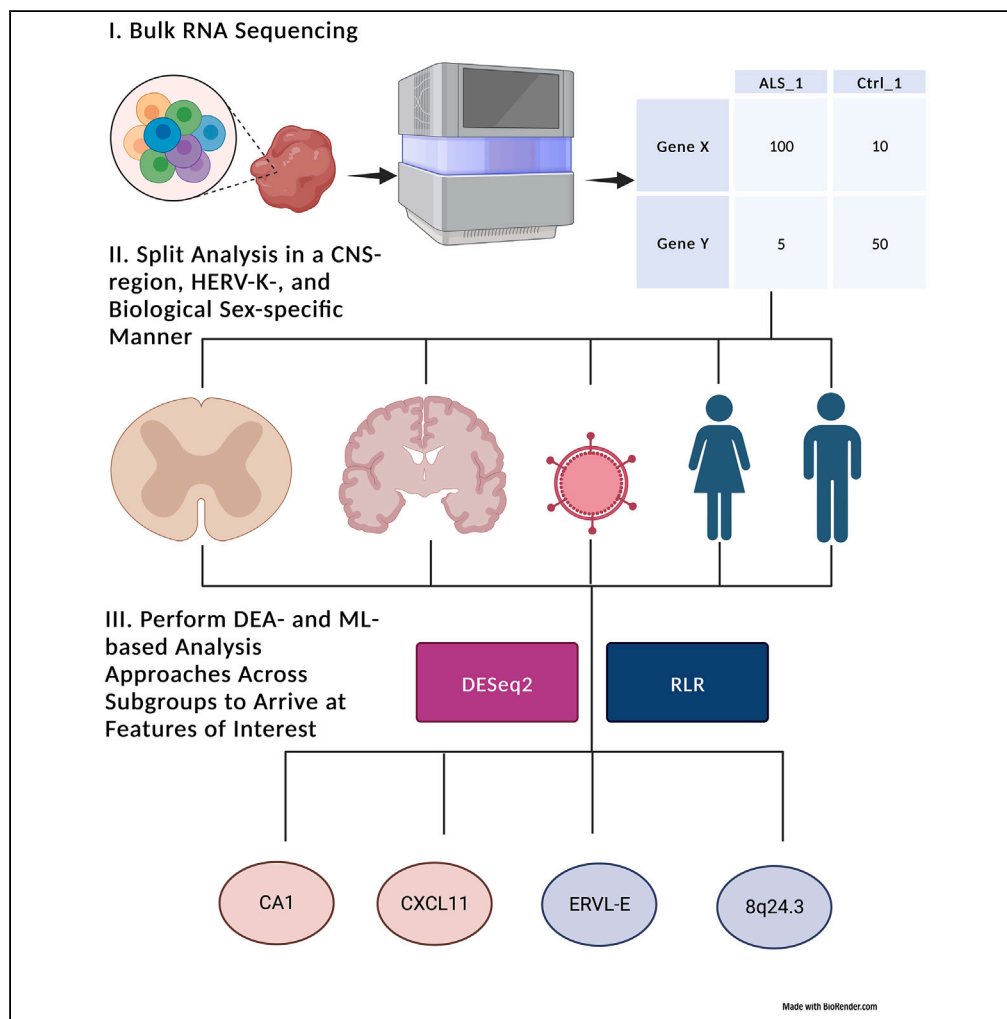 I. Bulk RNA Sequencing
ALS_1 Ctrl_1
Gene X 100 10
Gene Y 5 50
II. Split Analysis in a CNS-
region, HERV-K-, and
Biological Sex-specific
Manner
III. Perform DEA- and ML-
based Analysis
Approaches Across
Subgroups to Arrive at
Features of Interest
DESeq2 RLR
CA1 CXCL11 ERVL-E 8q24.3
Made with BioRender.com